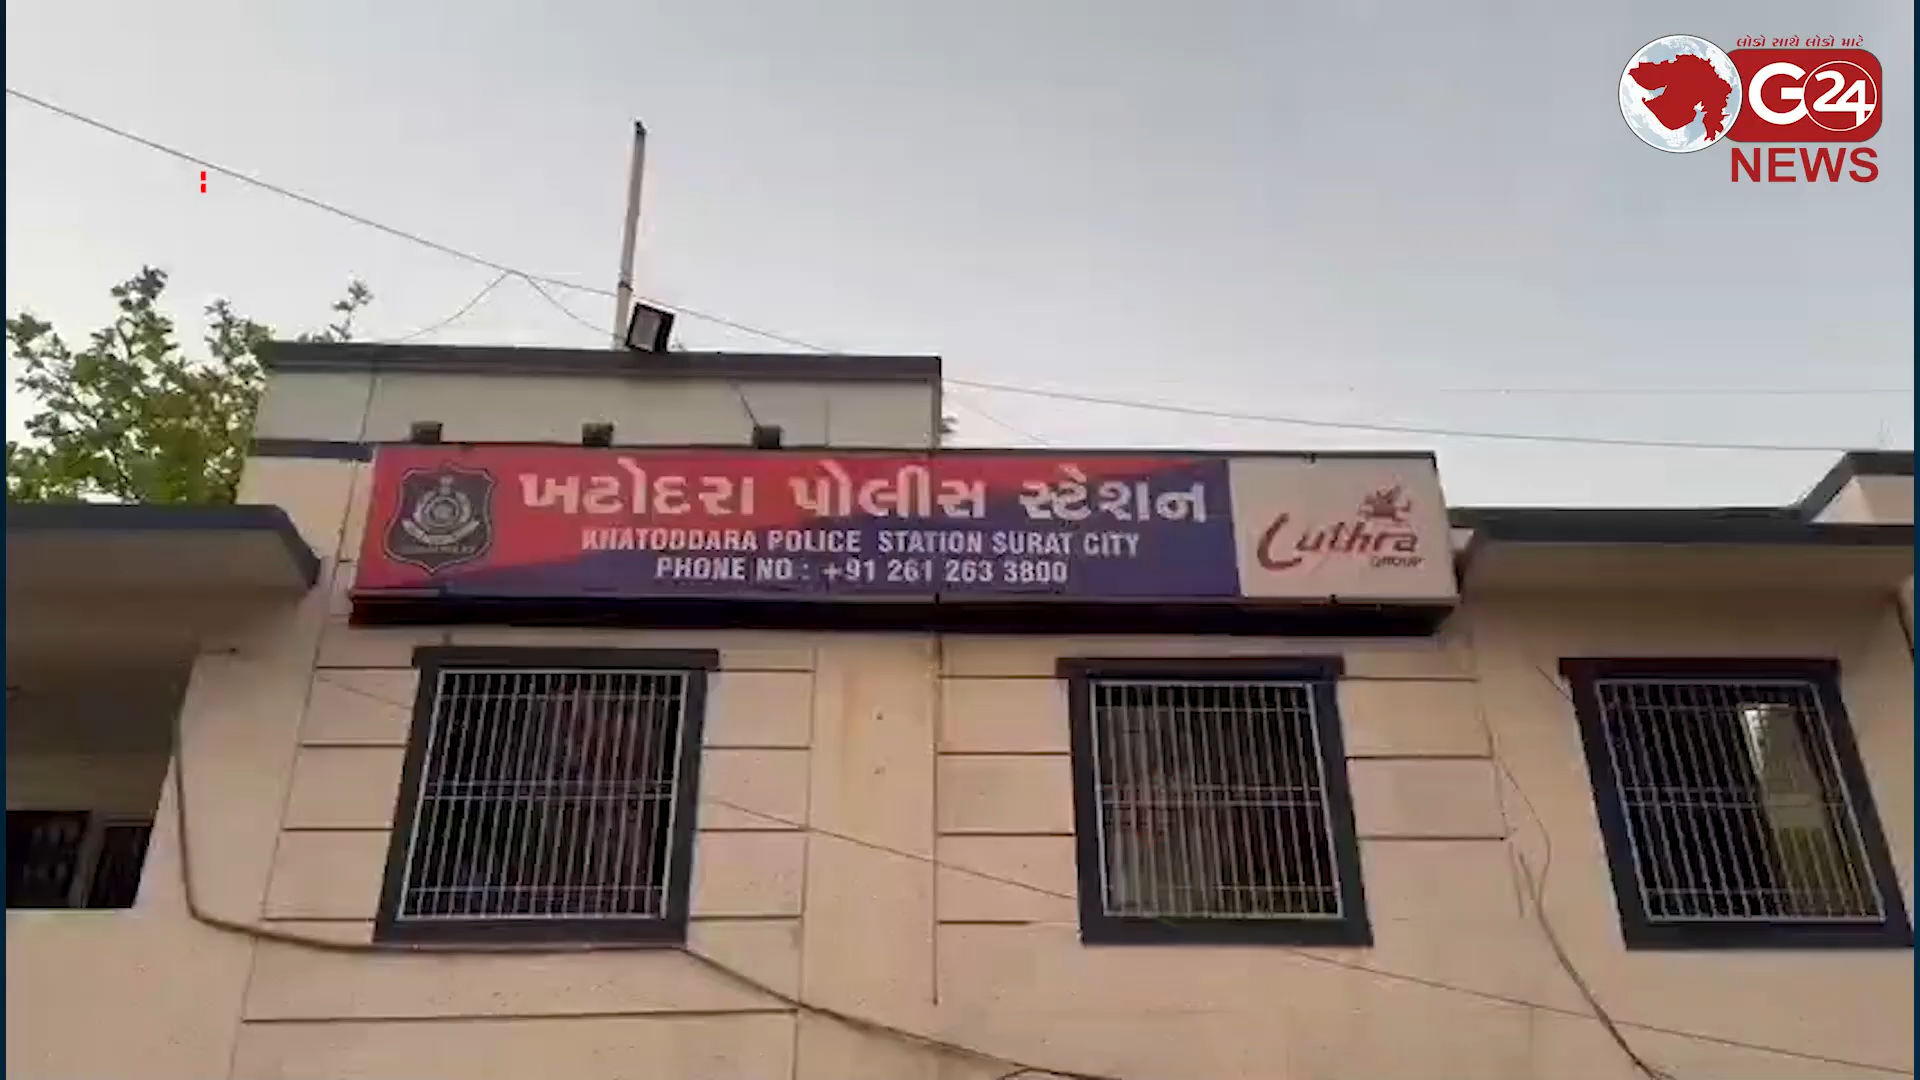 લોકો સાથે લોકો માટે
G24
NEWS
ખટોદરા પોલીસ સ્ટેશન
KHATODDARA POLICE STATION SURAT CITY
PHONE NO.: +91 261 263 3800
Luthra
GROUP